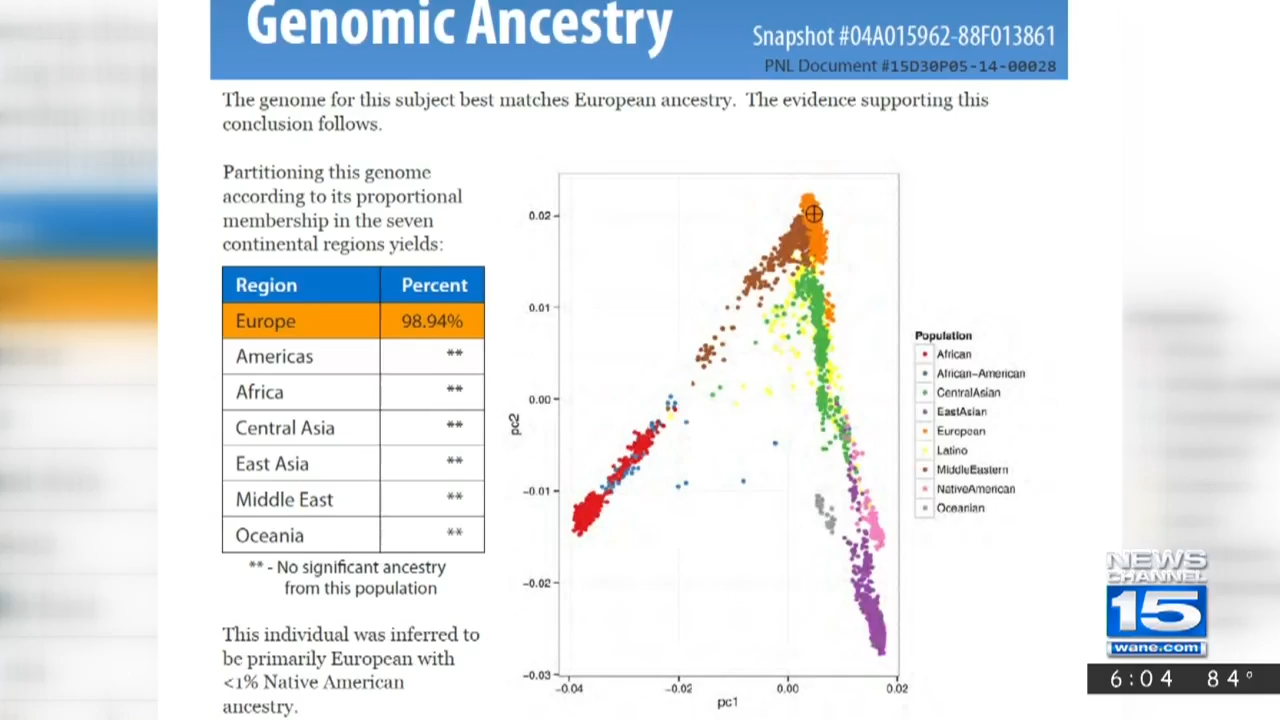 Genomic Ancestry
Snapshot #04A015962-88F013861
PNL Document #15D30P05-14-00028
The genome for this subject best matches European ancestry. The evidence supporting this
conclusion follows.
Partitioning this genome
according to its proportional
membership in the seven
continental regions yields:
Region Percent
Europe 98.94%
Americas **
Africa **
Central Asia **
East Asia **
Middle East **
Oceania **
** - No significant ancestry
from this population
This individual was inferred to
be primarily European with
<1% Native American
ancestry.
0.02
0.01
0.00
-0.01
-0.02
-0.03
pc2
-0.04 -0.02 0.00 0.02
pc1
Population
African
African-American
CentralAsian
EastAsian
European
Latino
MiddleEastern
NativeAmerican
Oceanian
NEWS
CHANNEL
15
wane.com
6:04 84°